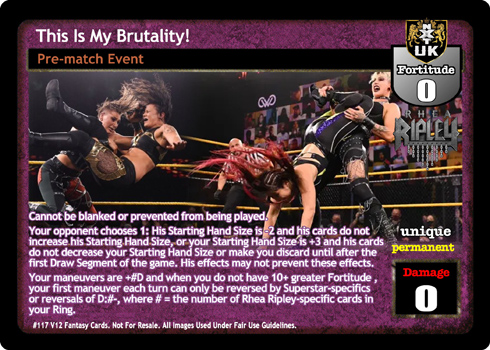 This Is My Brutality!
Pre-match Event
NXT
UK
Fortitude
0
RHEA
RIPLEY
Cannot be blanked or prevented from being played.
Your opponent chooses 1: His Starting Hand Size is -2 and his cards do not
increase his Starting Hand Size, or your Starting Hand Size is +3 and his cards
do not decrease your Starting Hand Size or make you discard until after the
first Draw Segment of the game. His effects may not prevent these effects.
Your maneuvers are +#D and when you do not have 10+ greater Fortitude ,
your first maneuver each turn can only be reversed by Superstar-specifics
or reversals of D:#-, where # = the number of Rhea Ripley-specific cards in
your Ring.
unique
permanent
Damage
0
#117 V12 Fantasy Cards. Not For Resale. All Images Used Under Fair Use Guidelines.